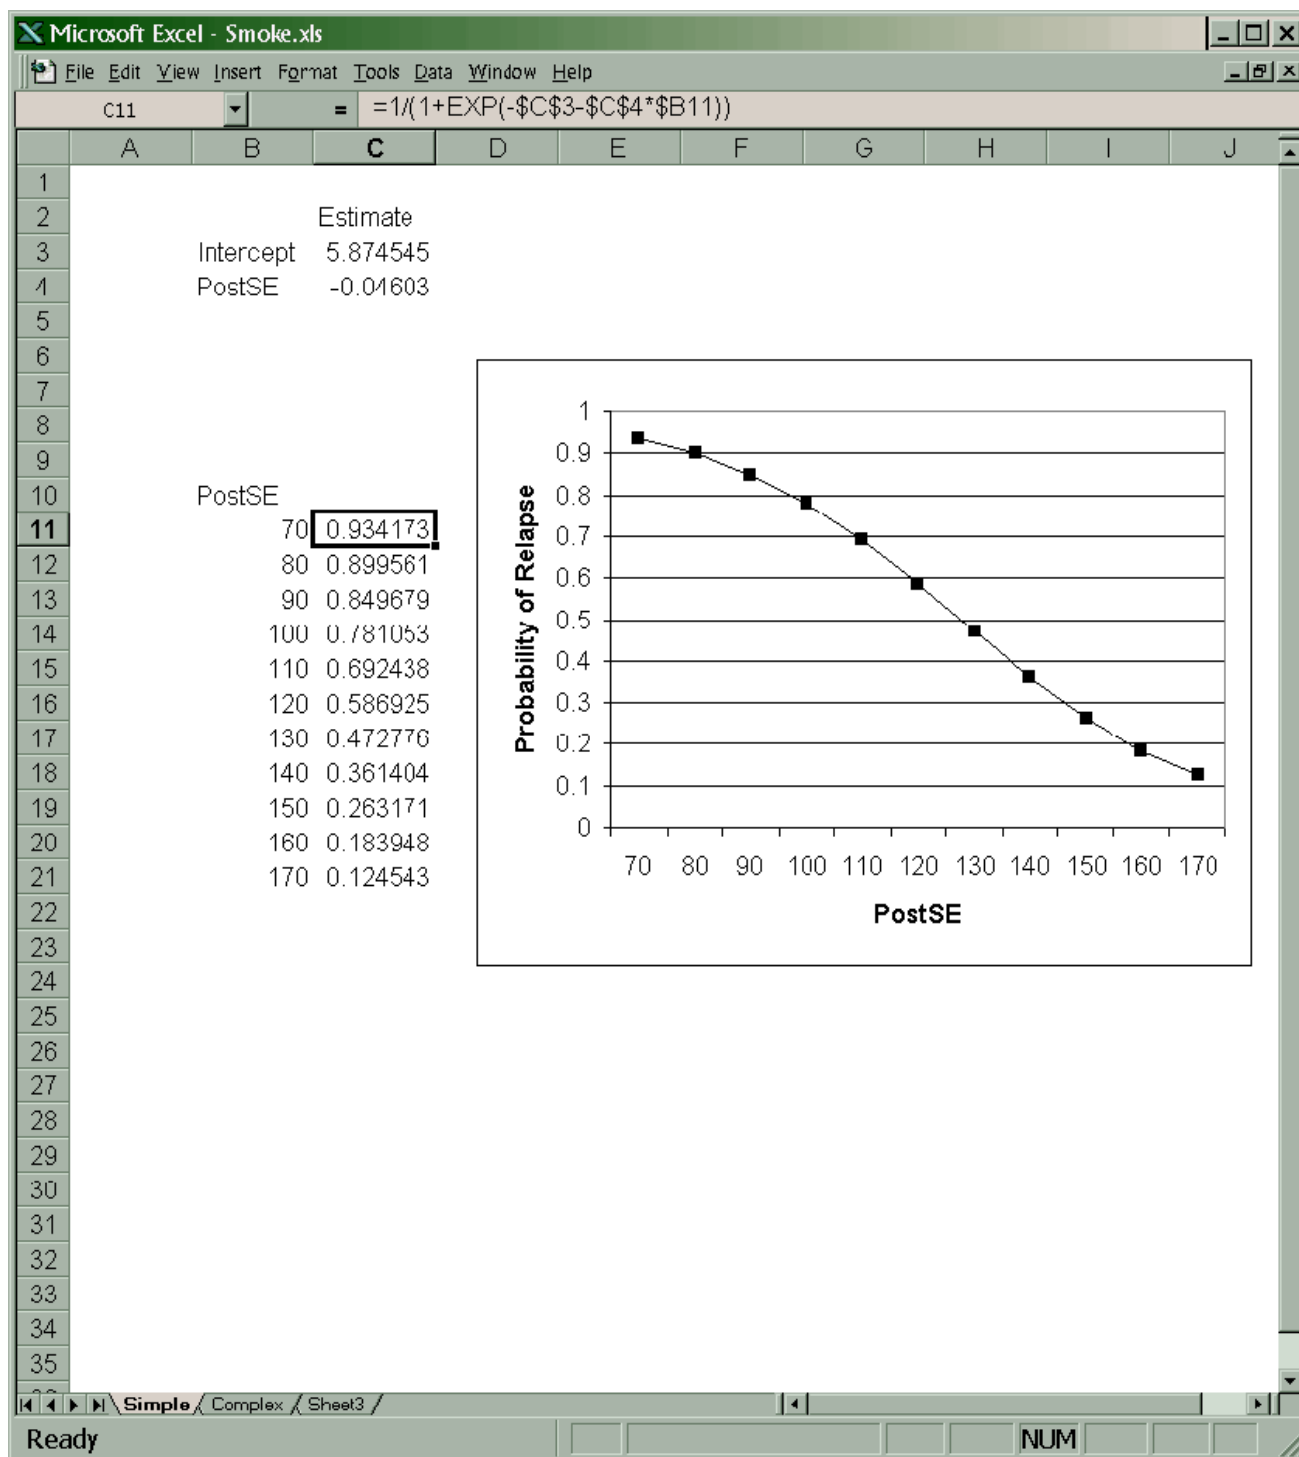 Microsoft Excel - Smoke.xls
File Edit View Insert Format Tools Data Window Help
C11 = =1/(1+EXP(-$C$3-$C$4*$B11))
A B C D E F G H I J
1
2 Estimate
3 Intercept 5.874545
4 PostSE -0.04603
5
6
7
8
9
10 PostSE
11 70 0.934173
12 80 0.899561
13 90 0.849679
14 100 0.781053
15 110 0.692438
16 120 0.586925
17 130 0.472776
18 140 0.361404
19 150 0.263171
20 160 0.183948
21 170 0.124543
22
23
24
25
26
27
28
29
30
31
32
33
34
35
Probability of Relapse
1
0.9
0.8
0.7
0.6
0.5
0.4
0.3
0.2
0.1
0
70 80 90 100 110 120 130 140 150 160 170
PostSE
Simple Complex Sheet3
Ready NUM